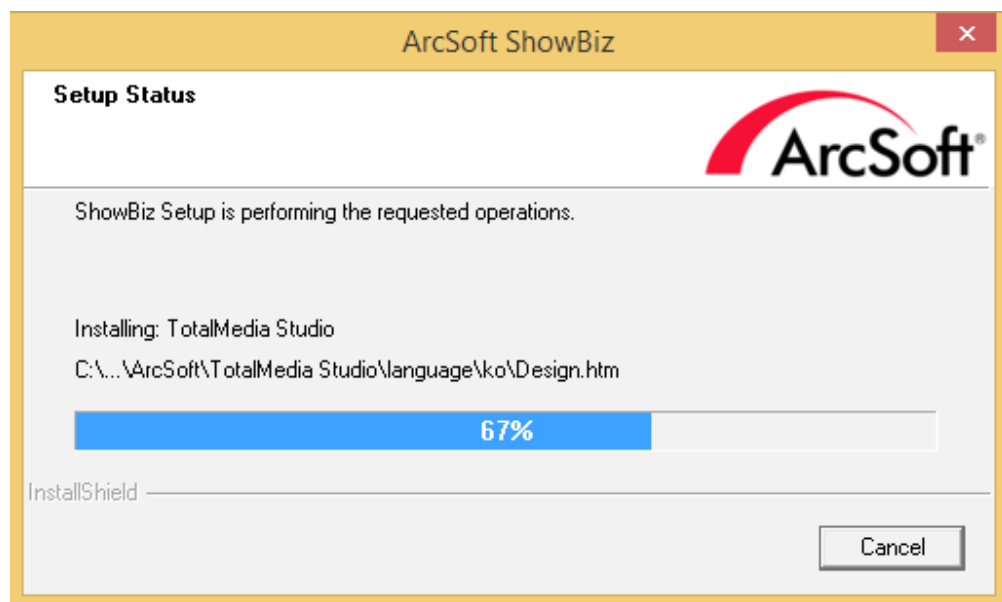 ArcSoft ShowBiz
Setup Status
ArcSoft®
ShowBiz Setup is performing the requested operations.
Installing: TotalMedia Studio
C:\...\ArcSoft\TotalMedia Studio\language\ko\Design.htm
67%
InstallShield
Cancel